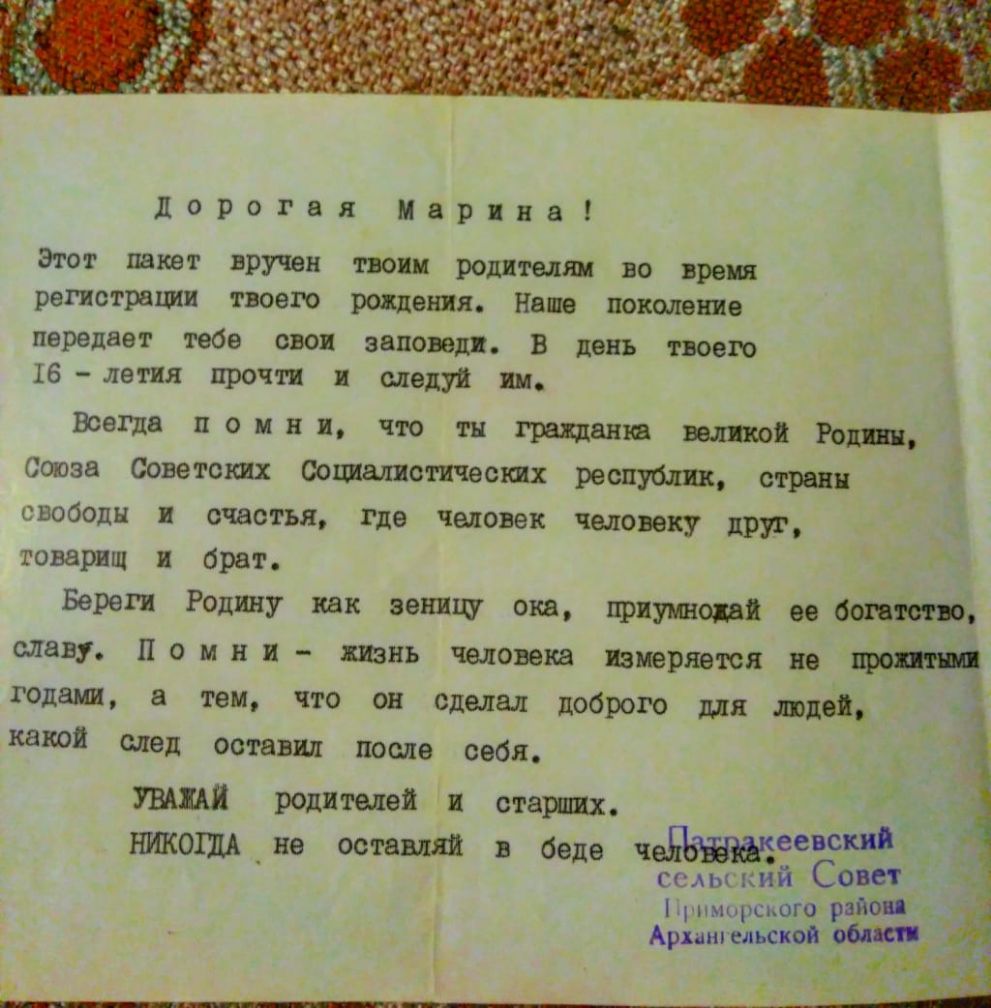 Д о р о г а я М а р и н а !
Этот пакет вручен твоим родителям во время
регистрации твоего рождения. Наше поколение
передает тебе свои заповеди. В день твоего
16 - летия прочти и следуй им.
Всегда п о м н и, что ты гражданка великой Родины,
Союза Советских Социалистических республик, страны
свободы и счастья, где человек человеку друг,
товарищ и брат.
Береги Родину как зеницу ока, приумножай ее богатство,
славу. П о м н и - жизнь человека измеряется не прожитыми
годами, а тем, что он сделал доброго для людей,
какой след оставил после себя.
УВАЖАЙ родителей и старших.
НИКОГДА не оставляй в беде человека.
Патракеевский
сельский Совет
Приморского района
Архангельской области